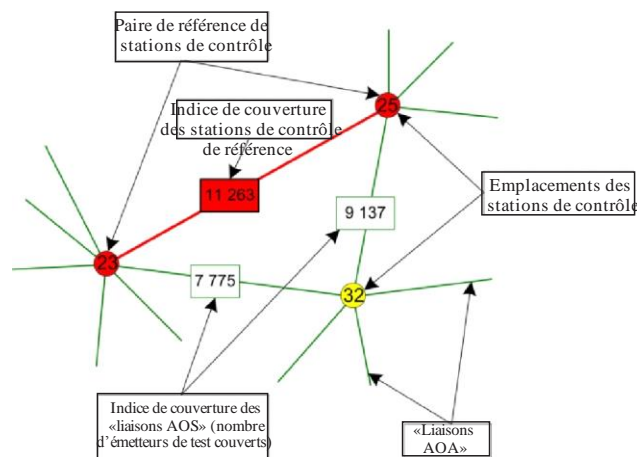 Paire de référence de
stations de contrôle
25
Indice de couverture
des stations de contrôle
de référence
11 263
Emplacements des
stations de contrôle
9 137
23
7 775
32
Indice de couverture des
«liaisons AOS» (nombre
d'émetteurs de test couverts)
«Liaisons
AOA»